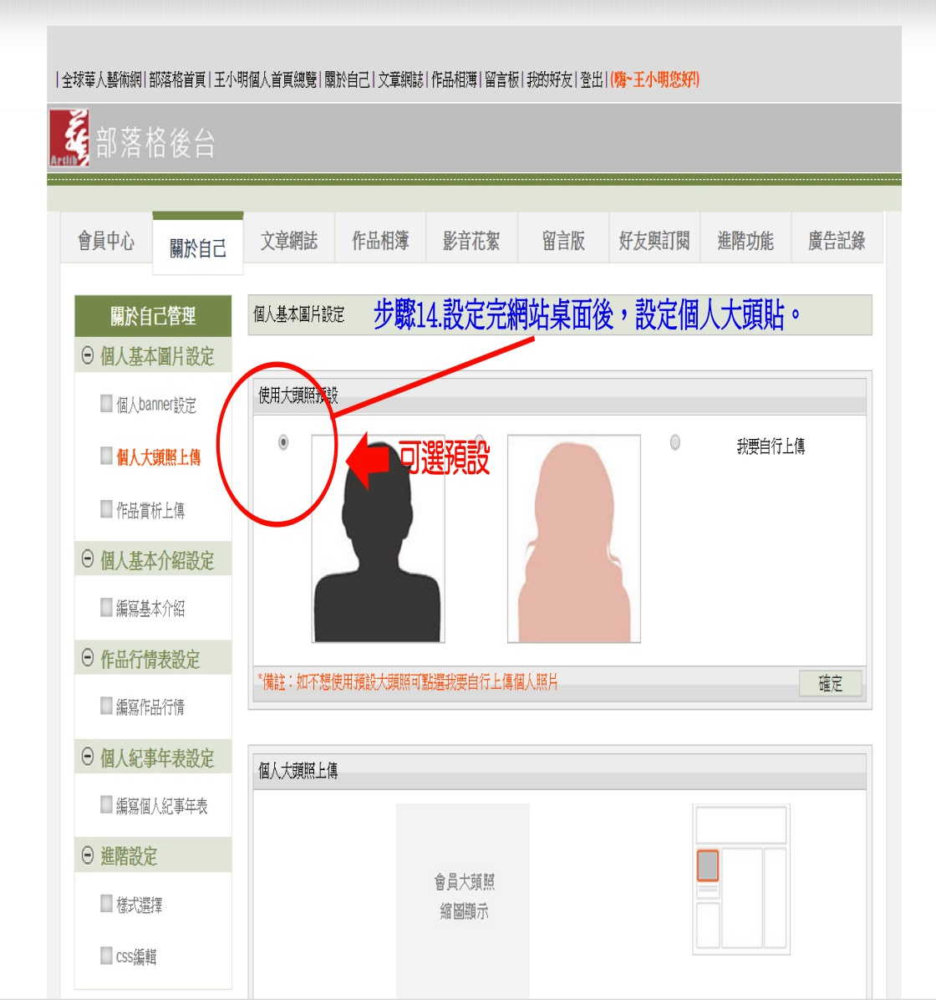 |全球華人藝術網|部落格首頁|王小明個人首頁總覽|關於自己|文章網誌|作品相簿|留言板|我的好友|登出|(嗨~王小明您好!)
藝
Artlib
部落格後台
會員中心 關於自己 文章網誌 作品相簿 影音花絮 留言版 好友與訂閱 進階功能 廣告記錄
關於自己管理
個人基本圖片設定
個人banner設定
個人大頭照上傳
作品賞析上傳
個人基本介紹設定
編寫基本介紹
作品行情表設定
編寫作品行情
個人紀事年表設定
編寫個人紀事年表
進階設定
樣式選擇
css編輯
個人基本圖片設定
步驟14.設定完網站桌面後，設定個人大頭貼。
使用大頭照預設
可選預設
我要自行上傳
*備註：如不想使用預設大頭照可點選我要自行上傳個人照片
確定
個人大頭照上傳
會員大頭照
縮圖顯示